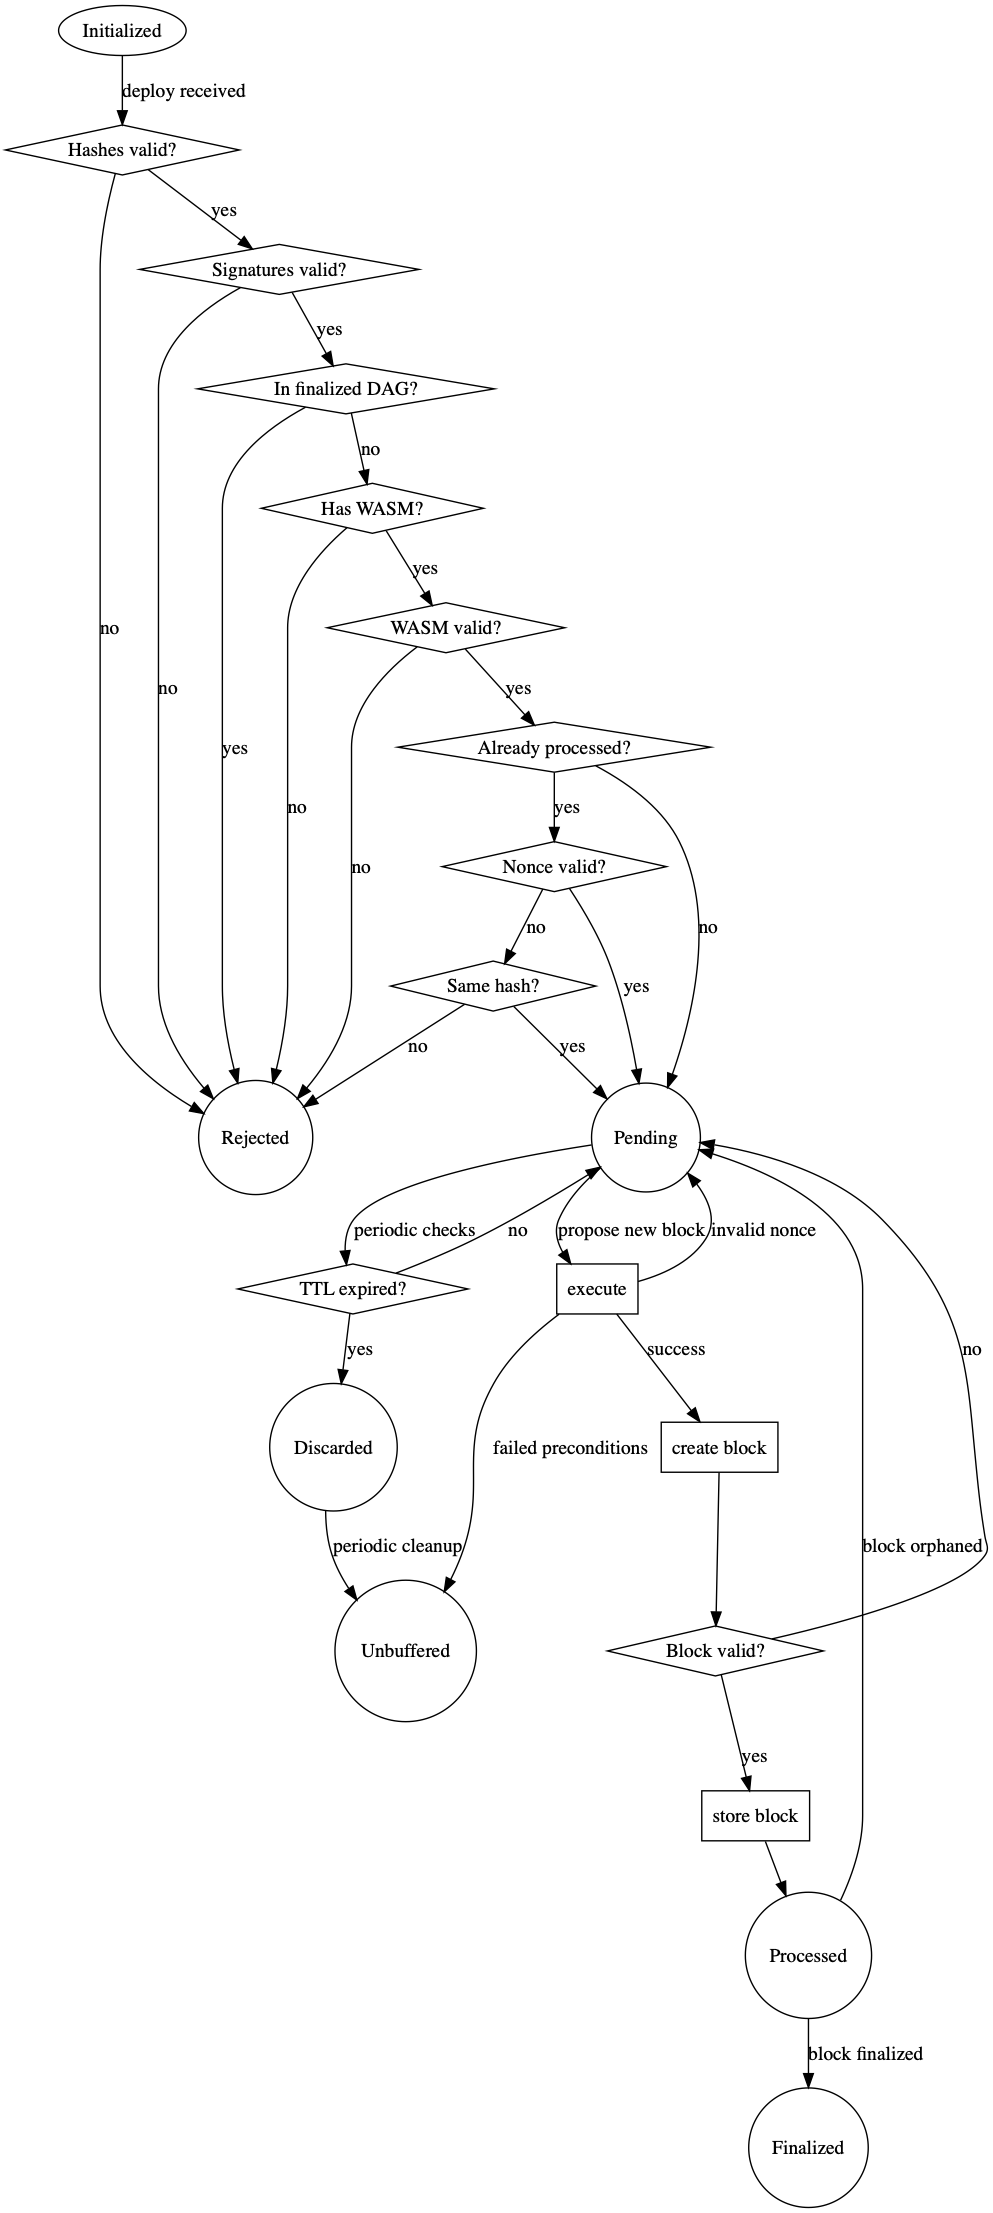 Initialized
deploy received
Hashes valid?
yes
Signatures valid?
yes
In finalized DAG?
no
Has WASM?
yes
no
WASM valid?
no
yes
yes
Already processed?
no
yes
no
Nonce valid?
no
no
yes
Same hash?
no
yes
Rejected
Pending
periodic checks
no
propose new block
invalid nonce
TTL expired?
execute
yes
success
no
Discarded
failed preconditions
create block
periodic cleanup
block orphaned
Unbuffered
Block valid?
yes
store block
Processed
block finalized
Finalized